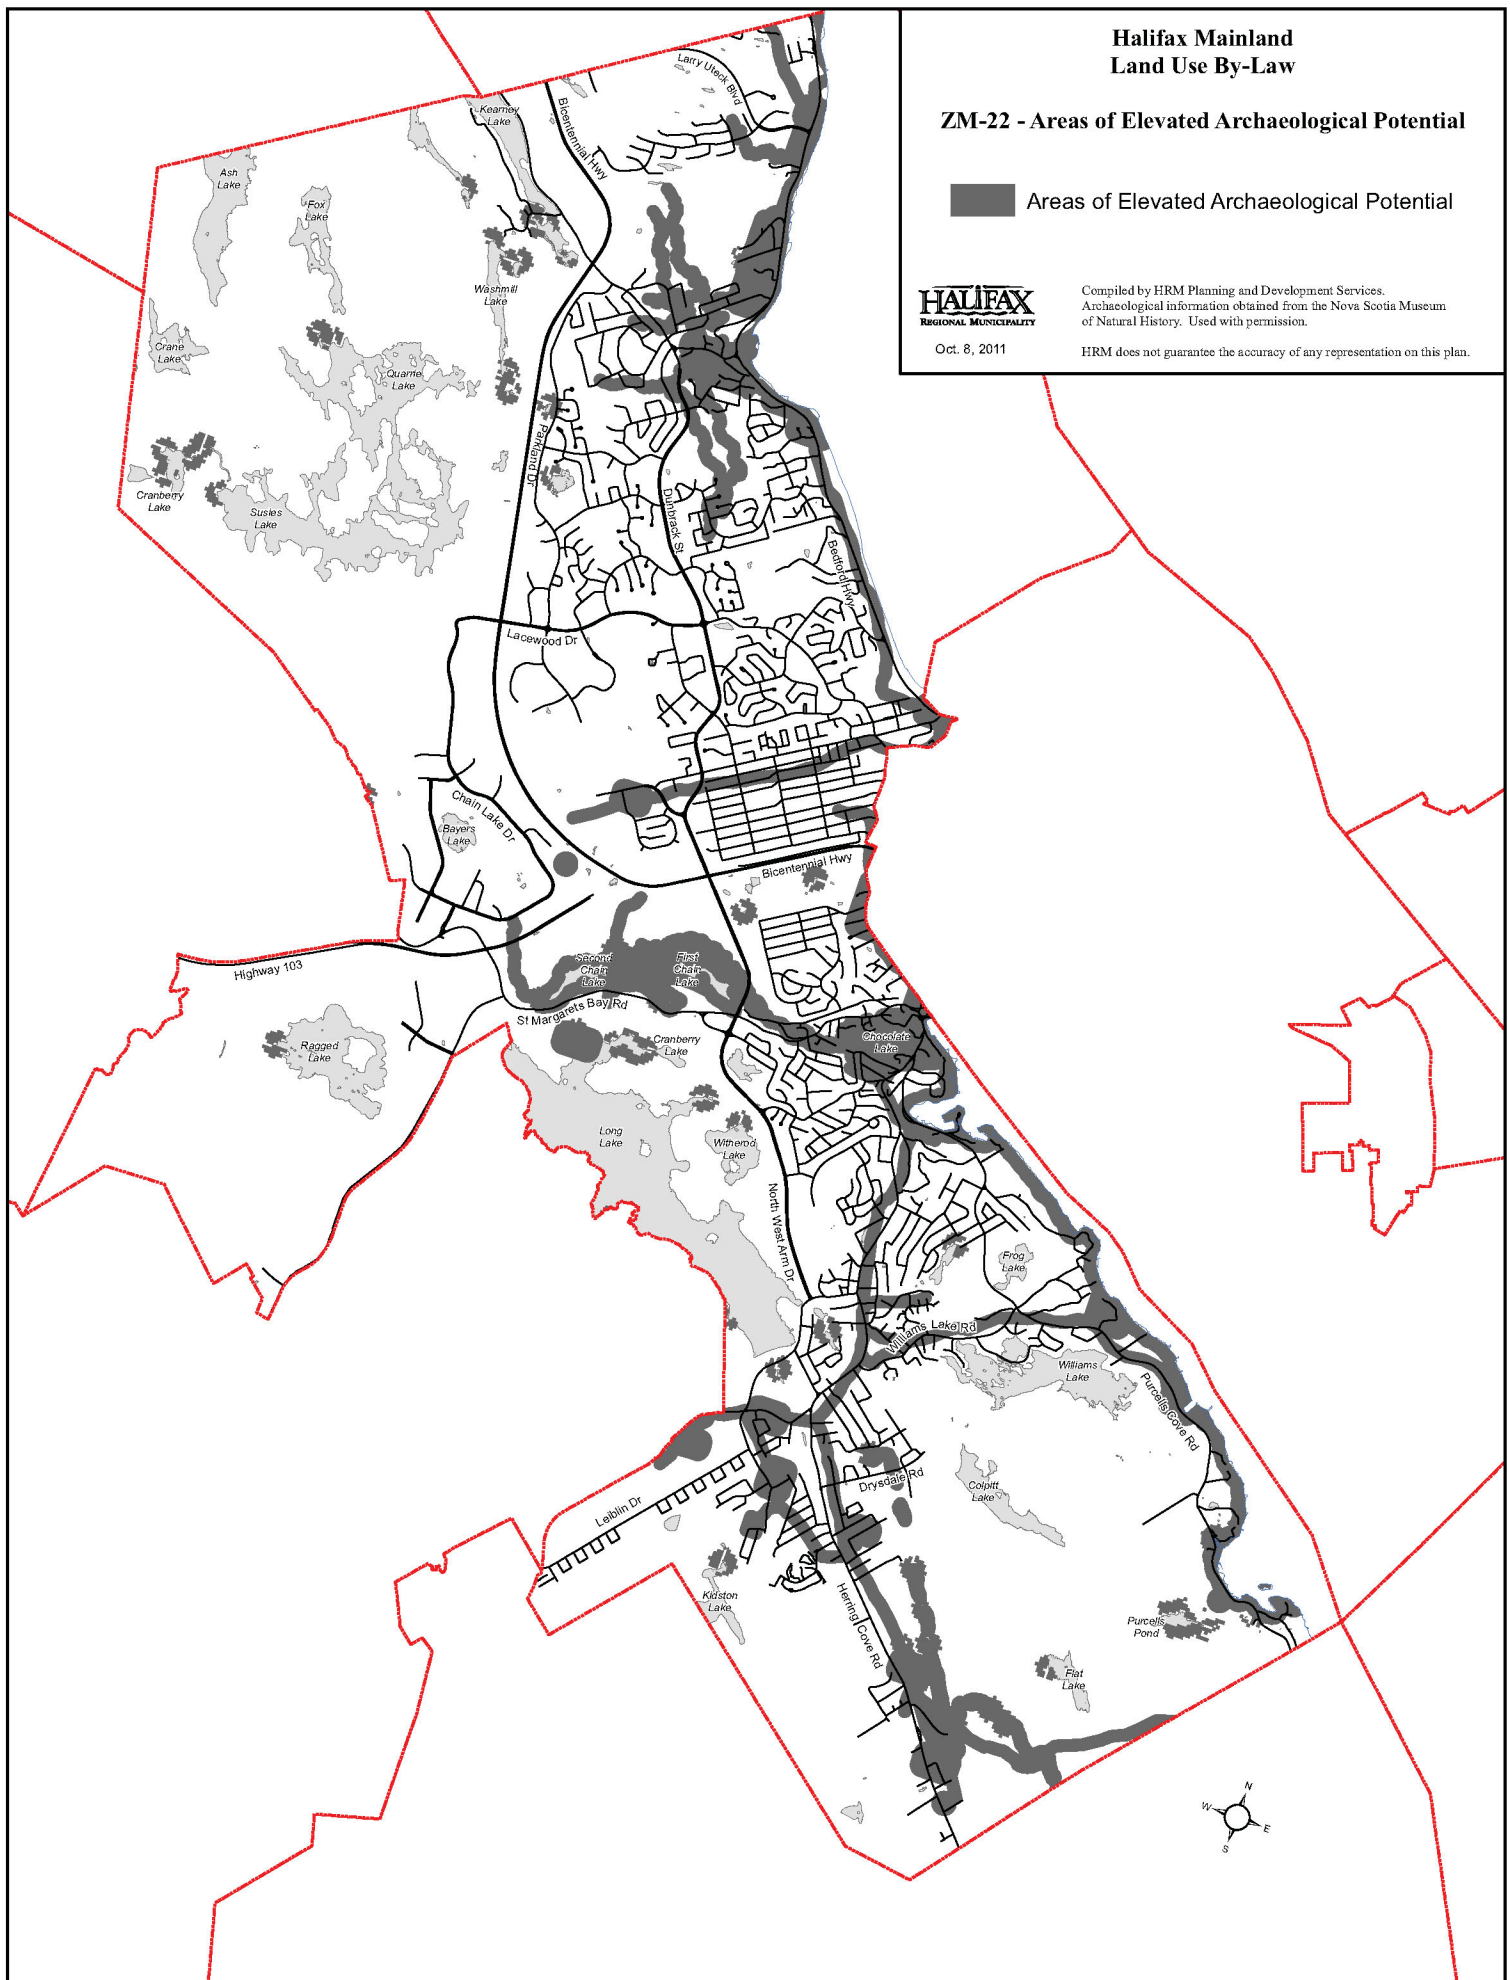 Halifax Mainland
Land Use By-Law
ZM-22 - Areas of Elevated Archaeological Potential
Areas of Elevated Archaeological Potential
HALIFAX
REGIONAL MUNICIPALITY
Oct. 8, 2011
Compiled by HRM Planning and Development Services.
Archaeological information obtained from the Nova Scotia Museum
of Natural History. Used with permission.
HRM does not guarantee the accuracy of any representation on this plan.
Larry Uteck Blvd
Kearney
Lake
Bicentennial Hwy
Ash
Lake
Fox
Lake
Washmill
Lake
Crane
Lake
Quarrie
Lake
Parkland Dr
Cranberry
Lake
Susies
Lake
Dunbrack St
Bedford Hwy
Lacewood Dr
Chain Lake Dr
Bayers
Lake
Bicentennial Hwy
Highway 103
Second
Chain
Lake
First
Chain
Lake
St Margarets Bay Rd
Ragged
Lake
Cranberry
Lake
Chocolate
Lake
Long
Lake
Witherod
Lake
North West Arm Dr
Frog
Lake
Williams Lake Rd
Williams
Lake
Purcells Cove Rd
Drysdale Rd
Colpitt
Lake
Leiblin Dr
Kidston
Lake
Herring Cove Rd
Purcells
Pond
Flat
Lake
N
W
E
S